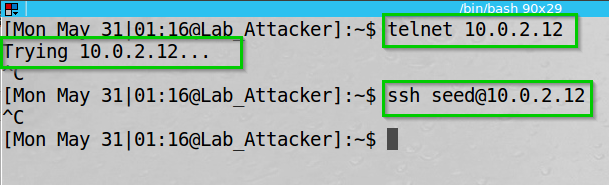 /bin/bash 90x29
[Mon May 31|01:16@Lab_Attacker]:~$ telnet 10.0.2.12
Trying 10.0.2.12...
^C
[Mon May 31|01:16@Lab_Attacker]:~$ ssh seed@10.0.2.12
^C
[Mon May 31|01:16@Lab_Attacker]:~$